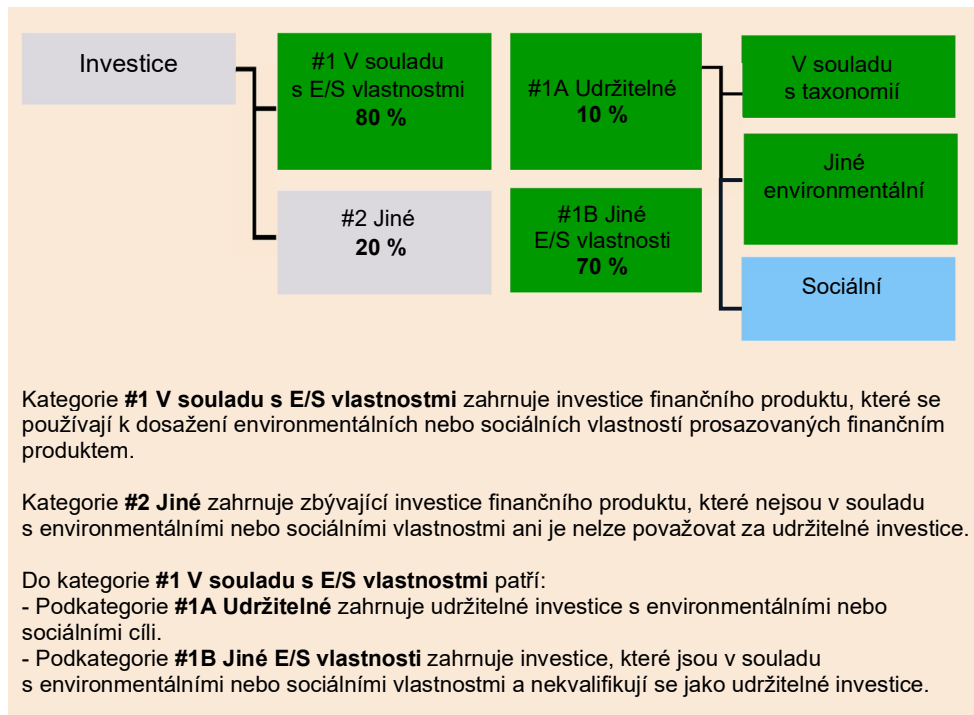 Investice
#1 V souladu
s E/S vlastnostmi
80 %
#2 Jiné
20 %
#1A Udržitelné
10 %
#1B Jiné
E/S vlastnosti
70 %
V souladu
s taxonomií
Jiné
environmentální
Sociální
Kategorie #1 V souladu s E/S vlastnostmi zahrnuje investice finančního produktu, které se
používají k dosažení environmentálních nebo sociálních vlastností prosazovaných finančním
produktem.
Kategorie #2 Jiné zahrnuje zbývající investice finančního produktu, které nejsou v souladu
s environmentálními nebo sociálními vlastnostmi ani je nelze považovat za udržitelné investice.
Do kategorie #1 V souladu s E/S vlastnostmi patří:
- Podkategorie #1A Udržitelné zahrnuje udržitelné investice s environmentálními nebo
sociálními cíli.
- Podkategorie #1B Jiné E/S vlastnosti zahrnuje investice, které jsou v souladu
s environmentálními nebo sociálními vlastnostmi a nekvalifikují se jako udržitelné investice.